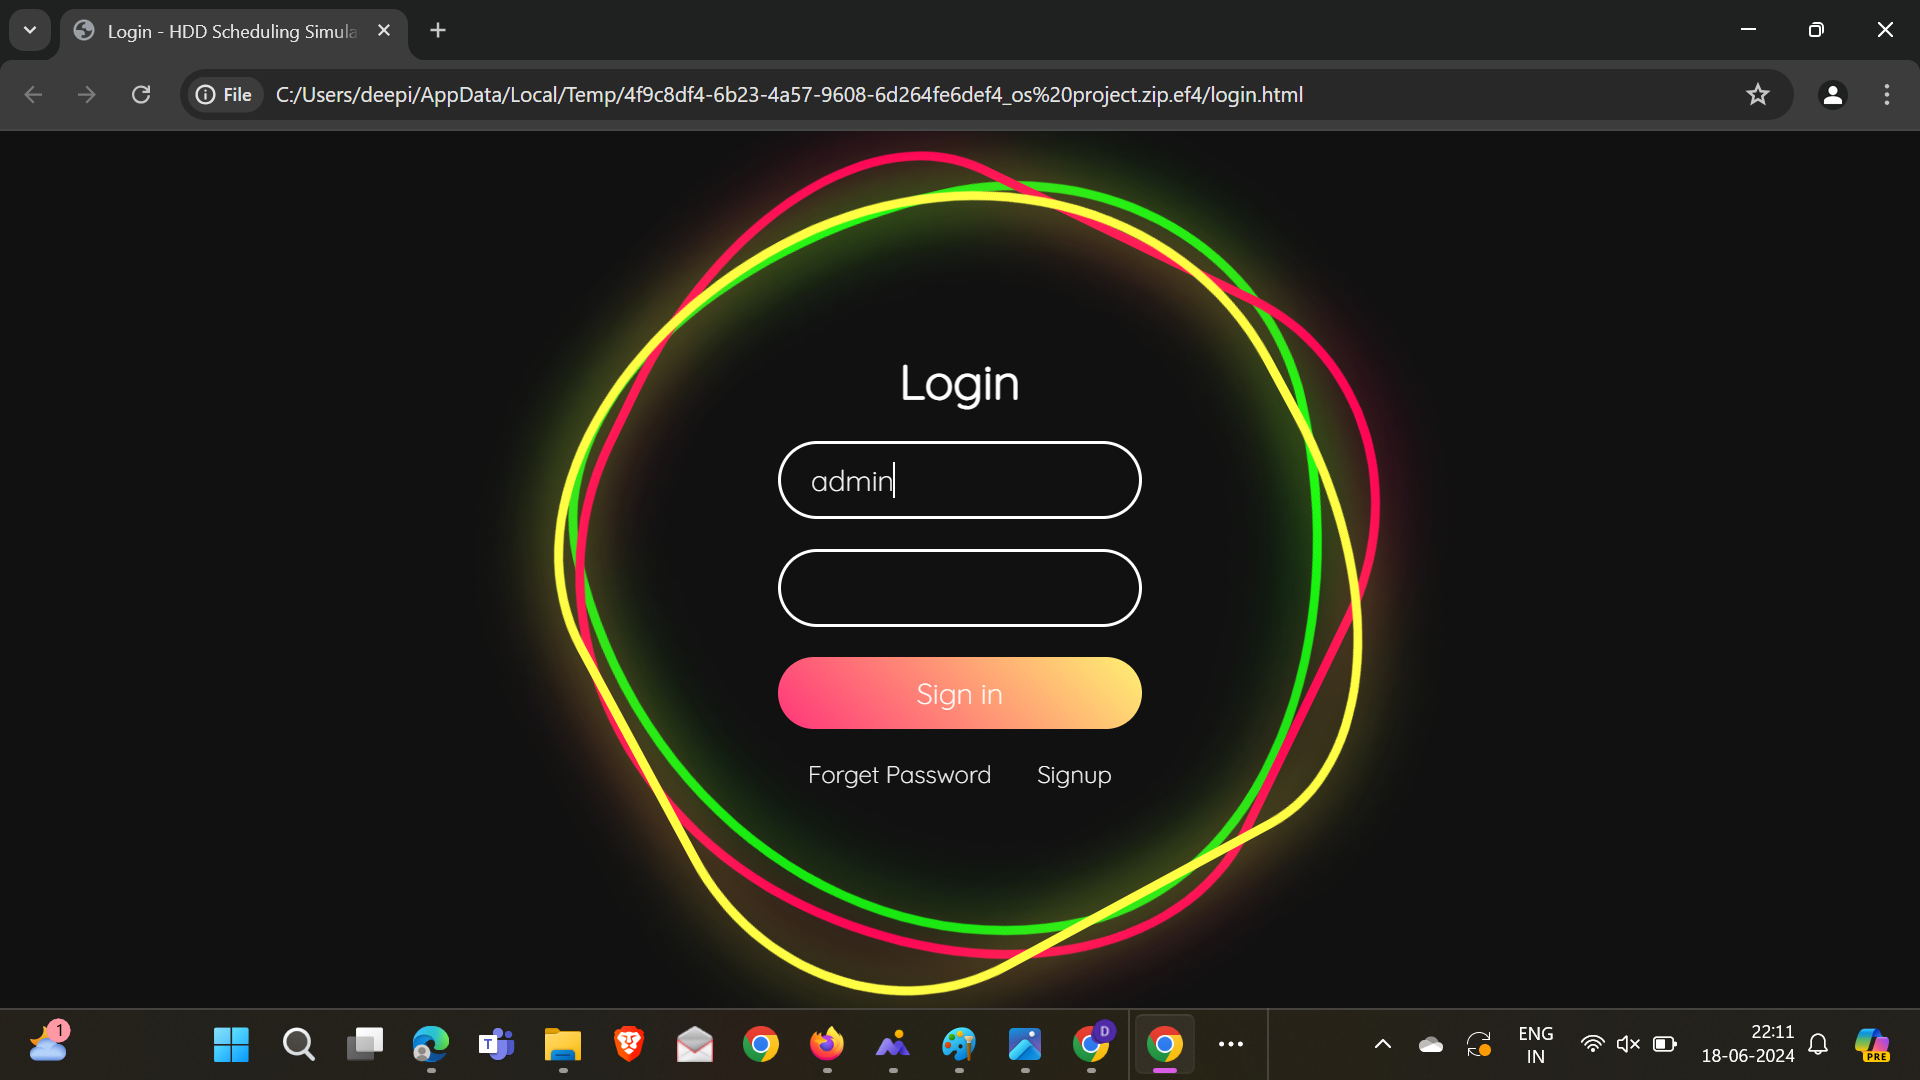 Login - HDD Scheduling Simula
File
C:/Users/deepi/AppData/Local/Temp/4f9c8df4-6b23-4a57-9608-6d264fe6def4_os%20project.zip.ef4/login.html
Login
admin
Sign in
Forget Password Signup
1
T
D
ENG
IN
22:11
18-06-2024
PRE